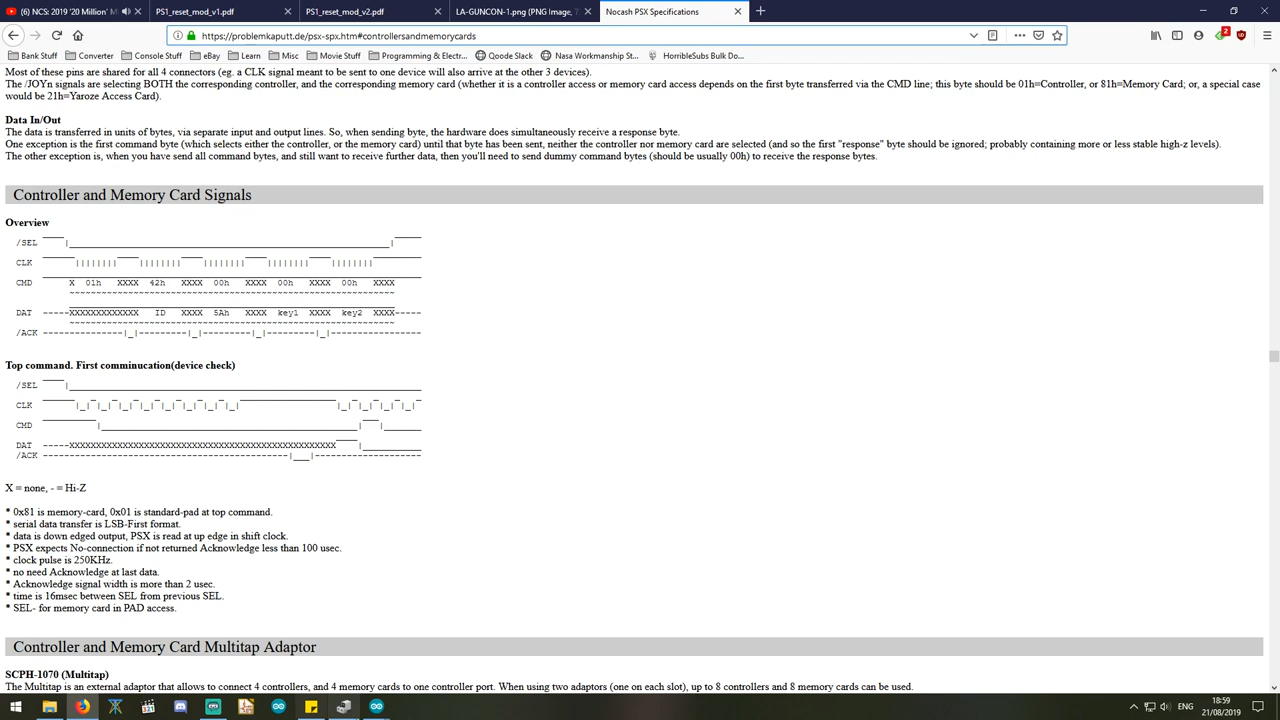 (6) NCS: 2019 '20 Million' M
PS1_reset_mod_v1.pdf
PS1_reset_mod_v2.pdf
LA-GUNCON-1.png (PNG Image, 7
Nocash PSX Specifications
https://problemkaputt.de/psx-spx.htm#controllersandmemorycards
2
Bank Stuff
Converter
Console Stuff
eBay
Learn
Misc
Movie Stuff
Programming & Electr...
Qoode Slide
Nasa Workmanship St...
HorribleSubs Bulk Do...
Most of these pins are shared for all 4 connectors (eg. a CLK signal meant to be sent to one device will also arrive at the other 3 devices).
The /JOYn signals are selecting BOTH the corresponding controller, and the corresponding memory card (whether it is a controller access or memory card access depends on the first byte transferred via the CMD line; this byte should be 01h=Controller, or 81h=Memory Card; or, a special case
would be 21h=Yaroze Access Card).
Data In/Out
The data is transferred in units of bytes, via separate input and output lines. So, when sending byte, the hardware does simultaneously receive a response byte.
One exception is the first command byte (which selects either the controller, or the memory card) until that byte has been sent, neither the controller nor memory card are selected (and so the first "response" byte should be ignored; probably containing more or less stable high-z levels).
The other exception is, when you have send all command bytes, and still want to receive further data, then you'll need to send dummy command bytes (should be usually 00h) to receive the response bytes.
Controller and Memory Card Signals
Overview
/SEL
CLK
CMD X 01h XXXX 42h XXXX 00h XXXX 00h XXXX 00h XXXX
DAT -----XXXXXXXXXXXXX ID XXXX 5Ah XXXX key1 XXXX key2 XXXX-----
/ACK
Top command. First comminucation(device check)
/SEL
CLK
CMD
DAT -----XXXXXXXXXXXXXXXXXXXXXXXXXXXXXXXXXXXXXXXXXXXXXXXXXX
/ACK
X = none, - = Hi-Z
* 0x81 is memory-card, 0x01 is standard-pad at top command.
* serial data transfer is LSB-First format.
* data is down edged output, PSX is read at up edge in shift clock.
* PSX expects No-connection if not returned Acknowledge less than 100 usec.
* clock pulse is 250KHz.
* no need Acknowledge at last data.
* Acknowledge signal width is more than 2 usec.
* time is 16msec between SEL from previous SEL.
* SEL- for memory card in PAD access.
Controller and Memory Card Multitap Adaptor
SCPH-1070 (Multitap)
The Multitap is an external adaptor that allows to connect 4 controllers, and 4 memory cards to one controller port. When using two adaptors (one on each slot), up to 8 controllers and 8 memory cards can be used.
ENG
18:59
21/08/2019